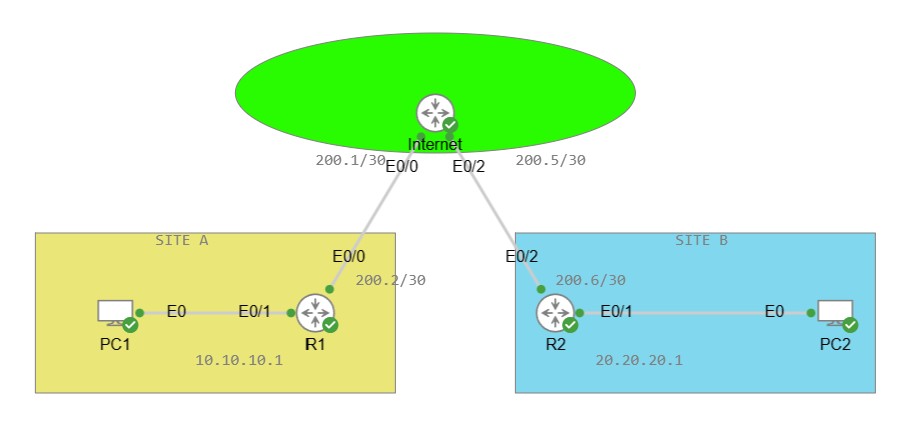 Internet
200.1/30
E0/0
E0/2
200.5/30
SITE A
SITE B
E0/0
E0/2
200.2/30
200.6/30
E0
E0/1
E0/1
E0
PC1
R1
R2
PC2
10.10.10.1
20.20.20.1